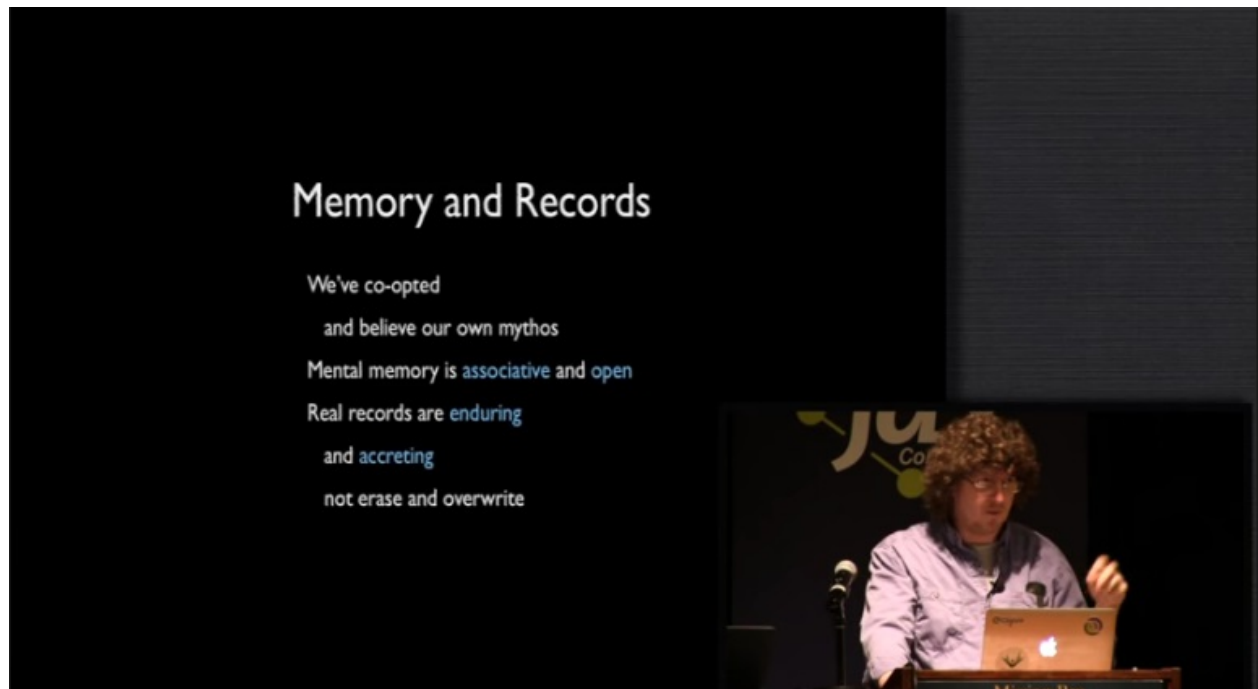 Memory and Records
We've co-opted
and believe our own mythos
Mental memory is associative and open
Real records are enduring
and accreting
not erase and overwrite